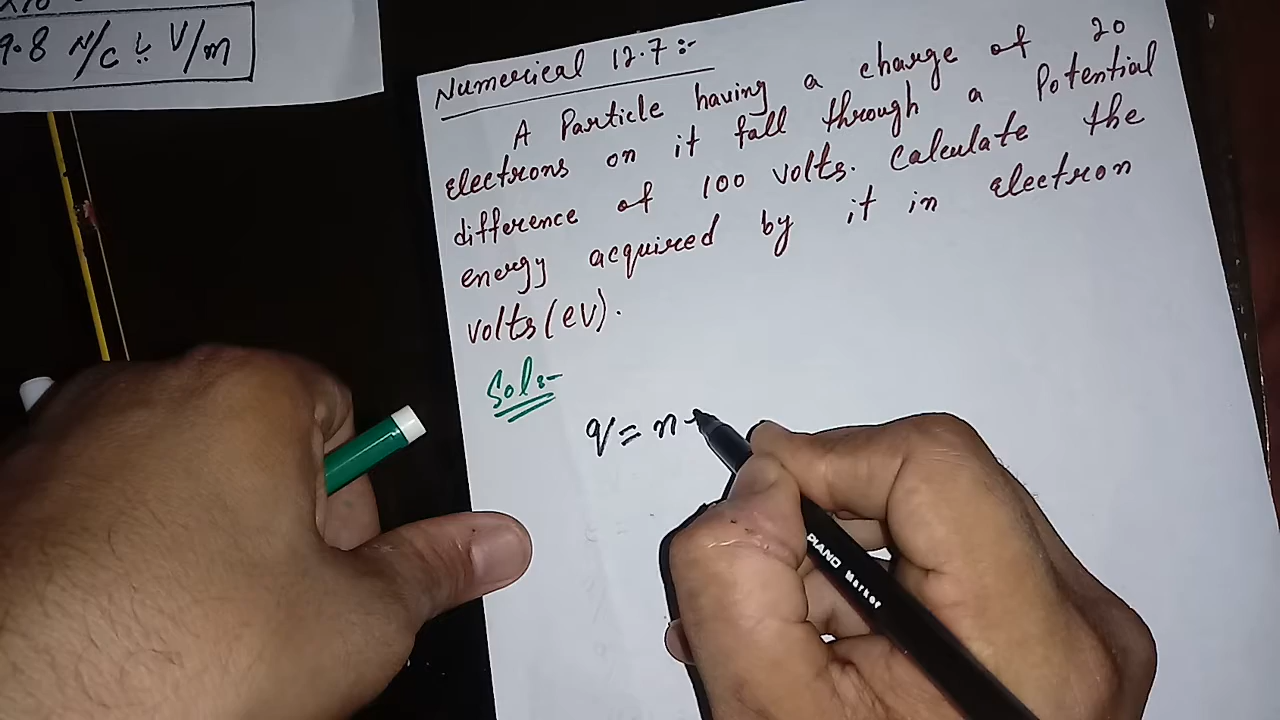 9.8 N/C یا V/m
Numerical 12.7:-
A Particle having a charge of 20
electrons on it fall through a Potential
difference of 100 volts. Calculate the
energy acquired by it in electron
volts (eV).
Sol:-
q = n
PIANO Marker